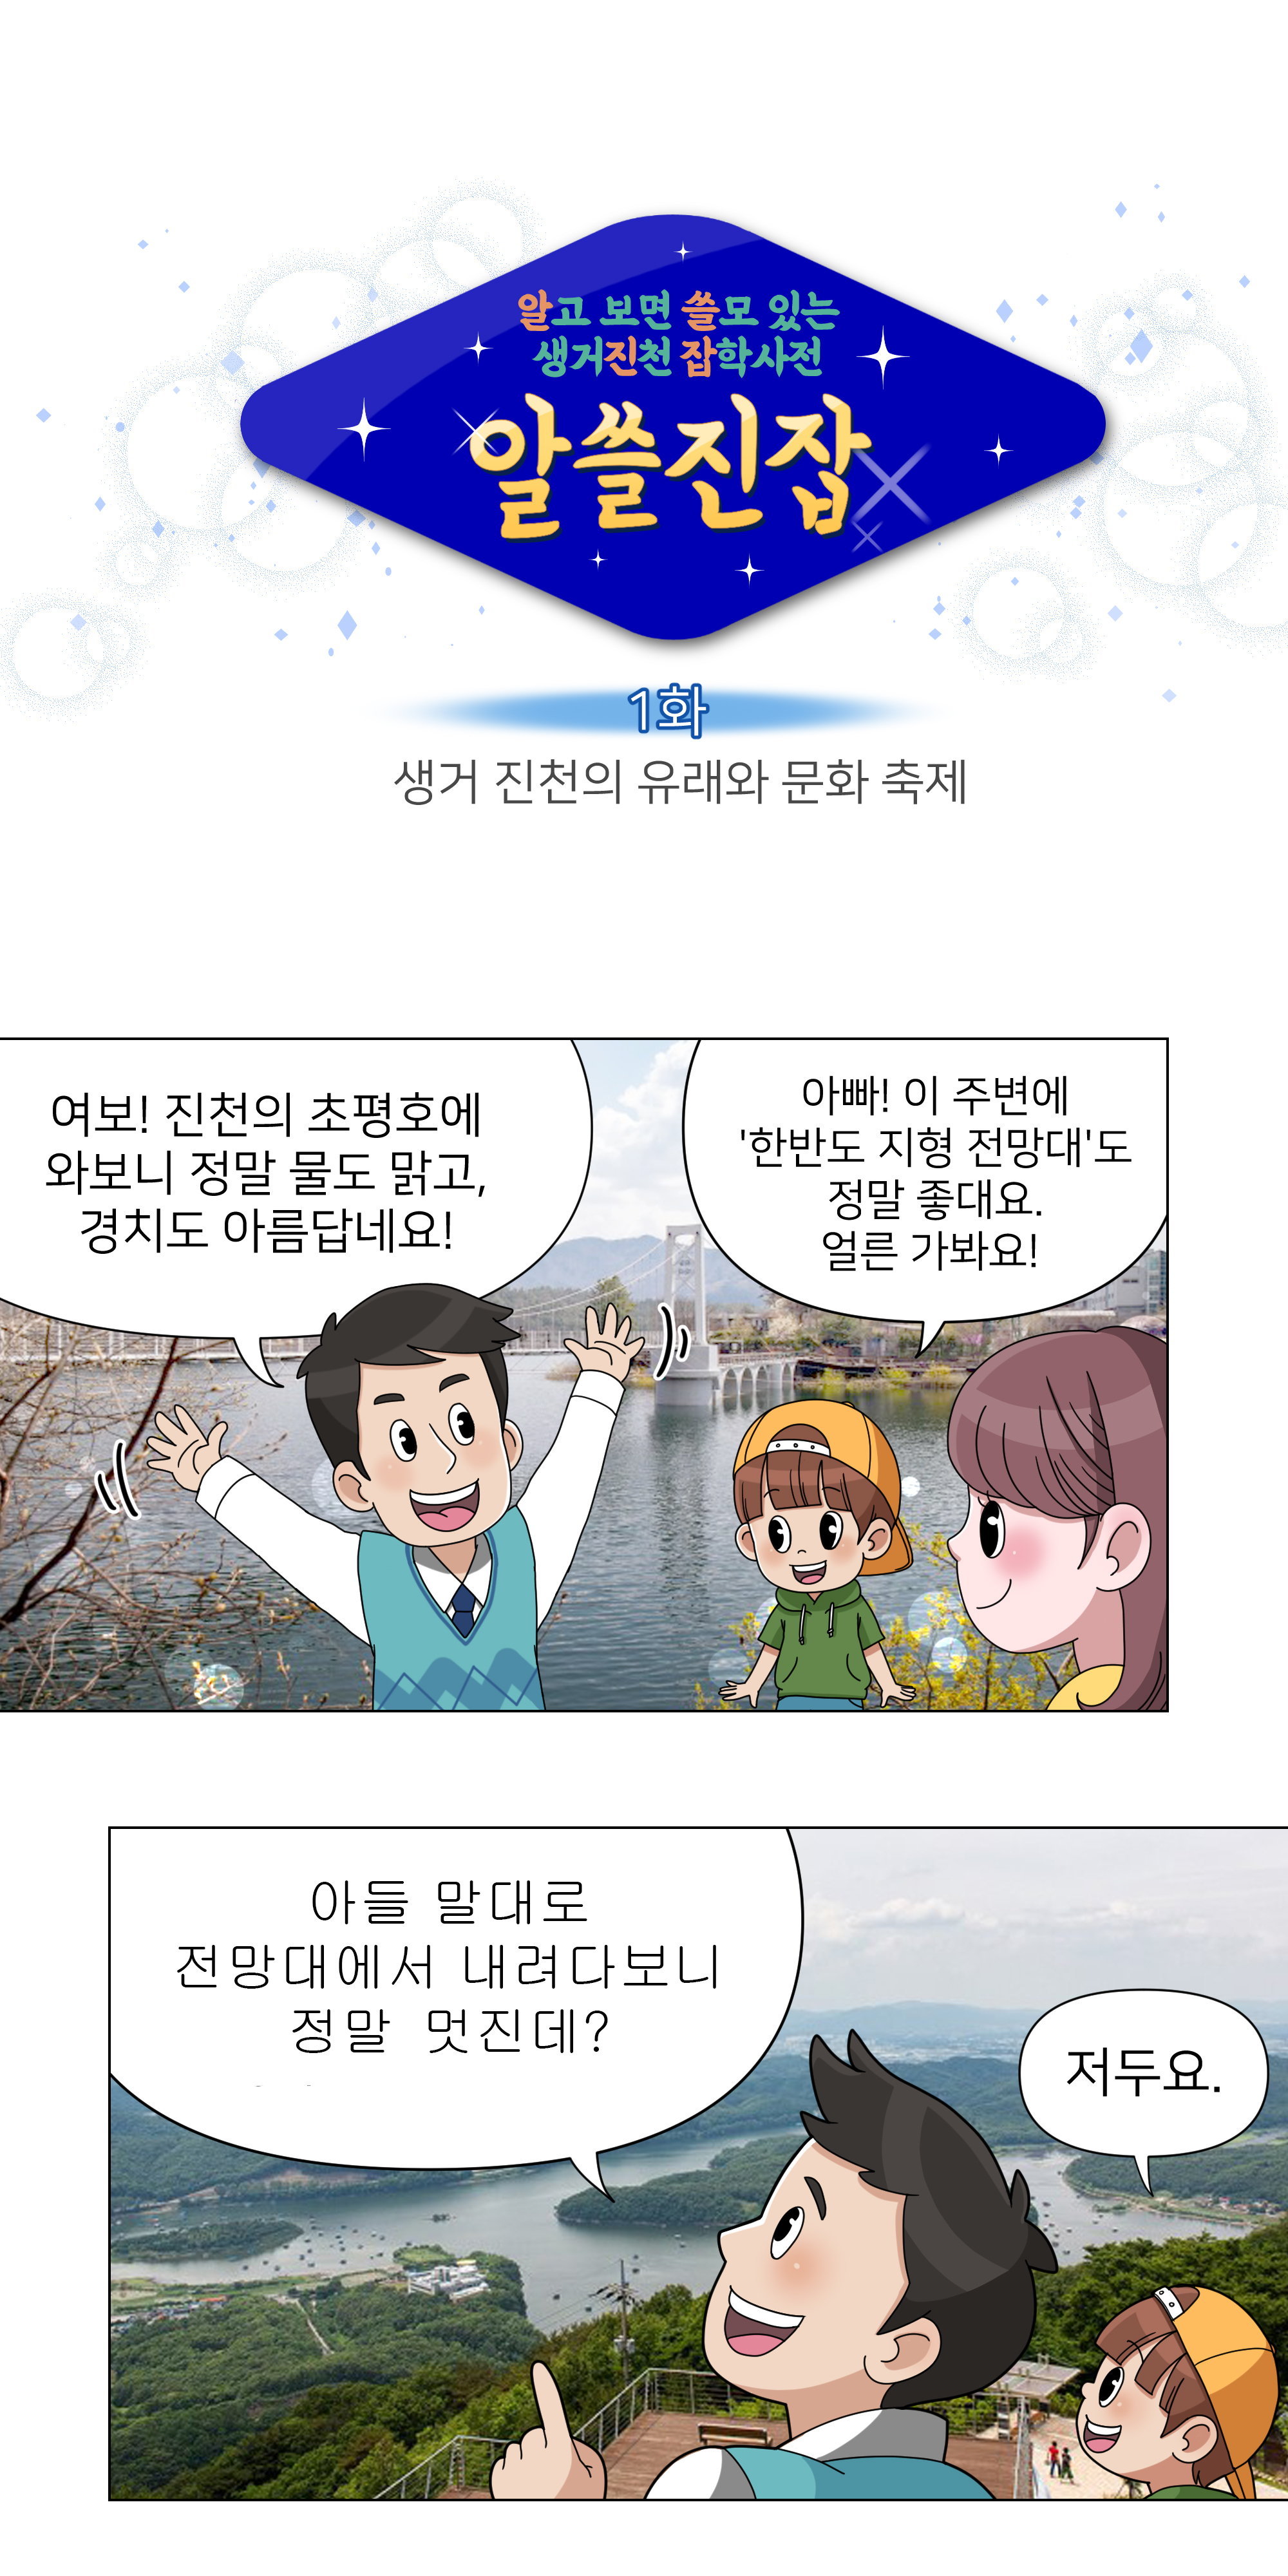 알고 보면 쓸모 있는
생거진천 잡학사전
알쓸진잡
1화
생거 진천의 유래와 문화 축제
여보! 진천의 초평호에
와보니 정말 물도 맑고,
경치도 아름답네요!
아빠! 이 주변에
'한반도 지형 전망대'도
정말 좋대요.
얼른 가봐요!
아들 말대로
전망대에서 내려다보니
정말 멋진데?
저두요.